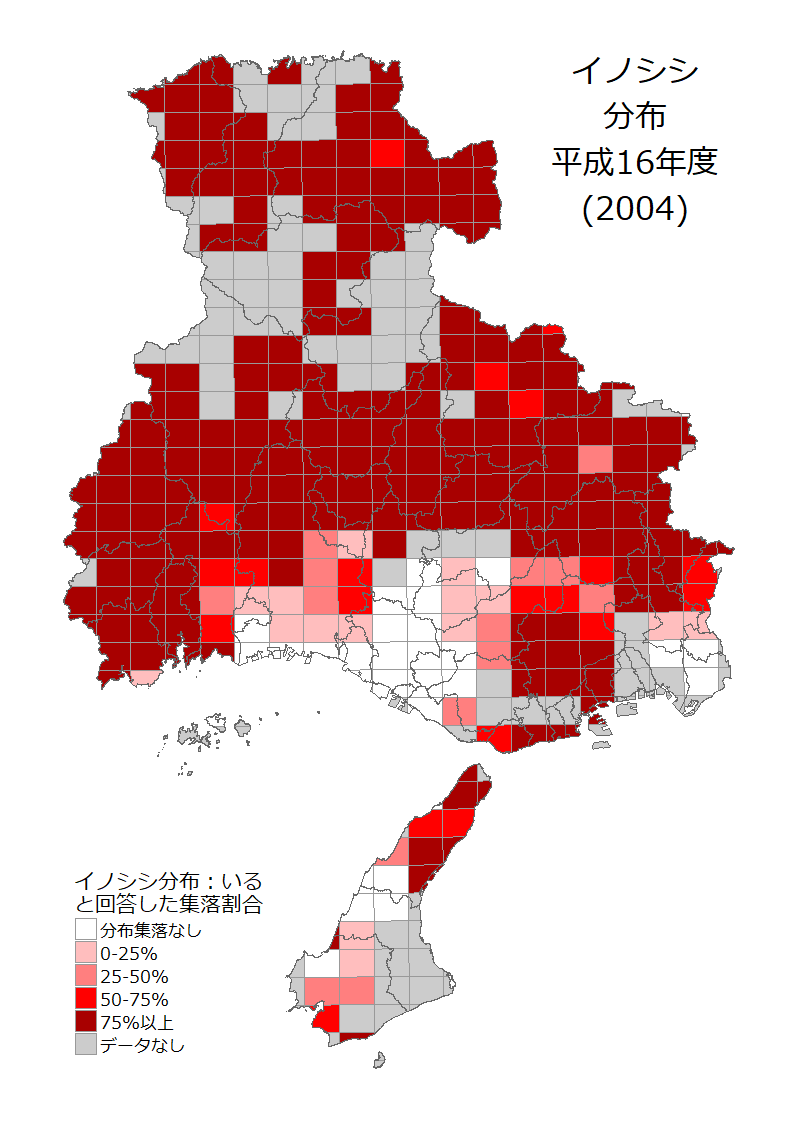 イノシシ
分布
平成16年度
(2004)
イノシシ分布：いる
と回答した集落割合
分布集落なし
0-25%
25-50%
50-75%
75%以上
データなし